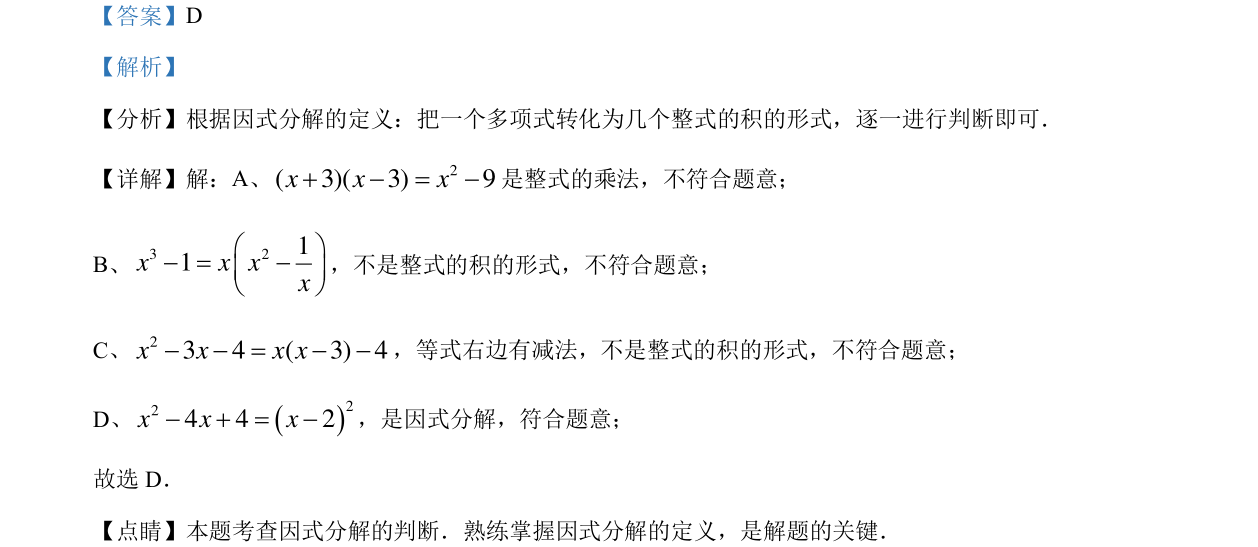 【答案】D
【解析】
【分析】根据因式分解的定义：把一个多项式转化为几个整式的积的形式，逐一进行判断即可．
【详解】解：A、(x+3)(x−3)=x²−9是整式的乘法，不符合题意；
B、x³−1=x(x²−1/x)，不是整式的积的形式，不符合题意；
C、x²−3x−4=x(x−3)−4，等式右边有减法，不是整式的积的形式，不符合题意；
D、x²−4x+4=(x−2)²，是因式分解，符合题意；
故选 D．
【点睛】本题考查因式分解的判断．熟练掌握因式分解的定义，是解题的关键．